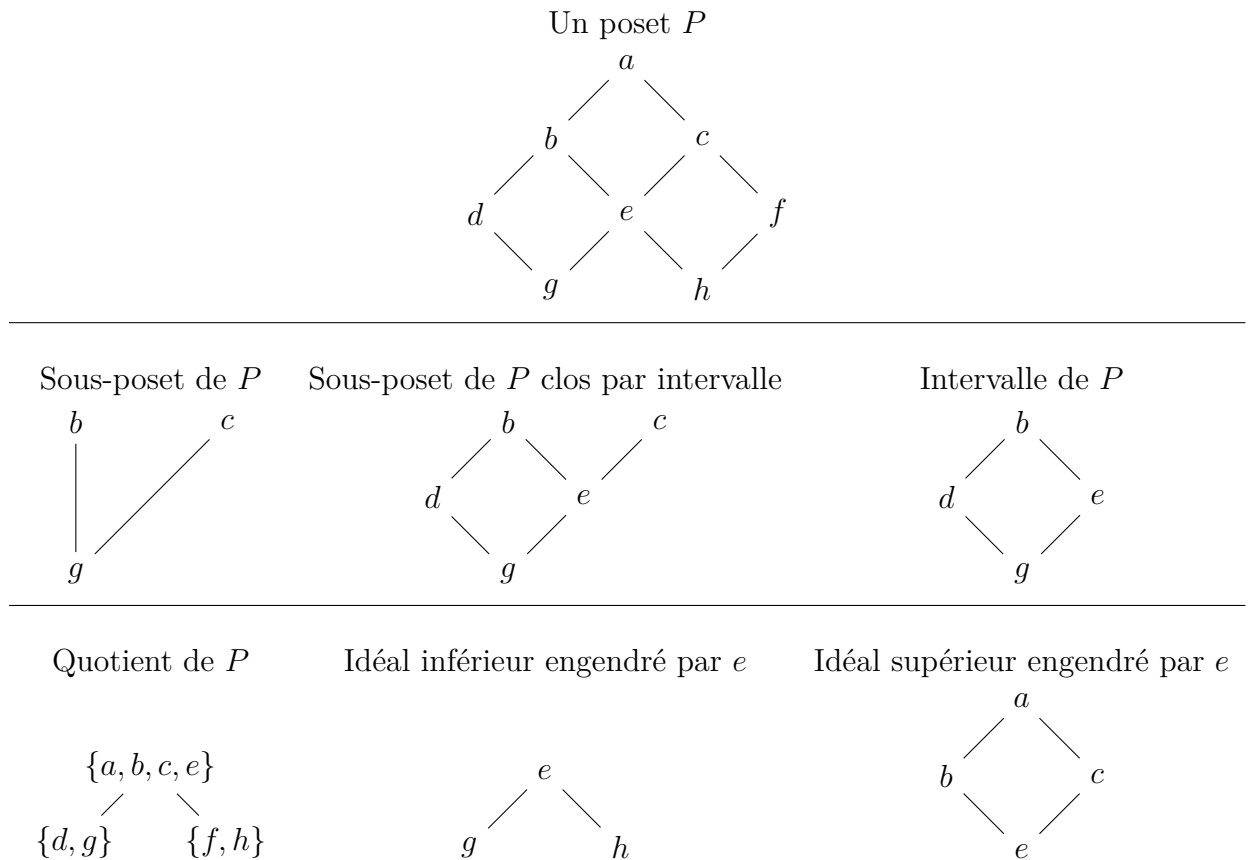 Un poset P
a
b c
d e f
g h
Sous-poset de P Sous-poset de P clos par intervalle Intervalle de P
b c b c b
d e d e
g g g
Quotient de P Idéal inférieur engendré par e Idéal supérieur engendré par e
a
{a, b, c, e} e b c
{d, g} {f, h} g h e